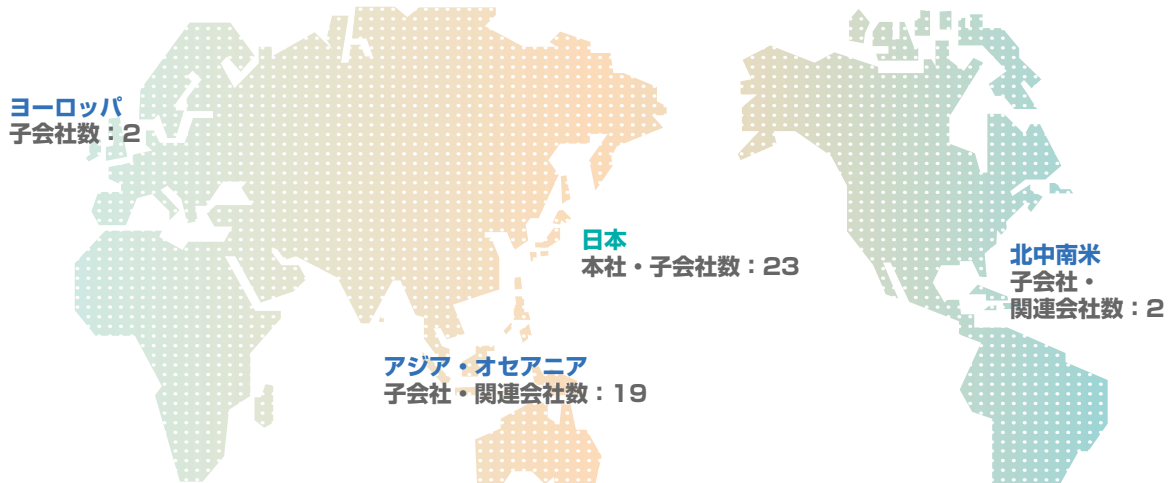 ヨーロッパ
子会社数：2
日本
本社・子会社数：23
北中南米
子会社・
関連会社数：2
アジア・オセアニア
子会社・関連会社数：19